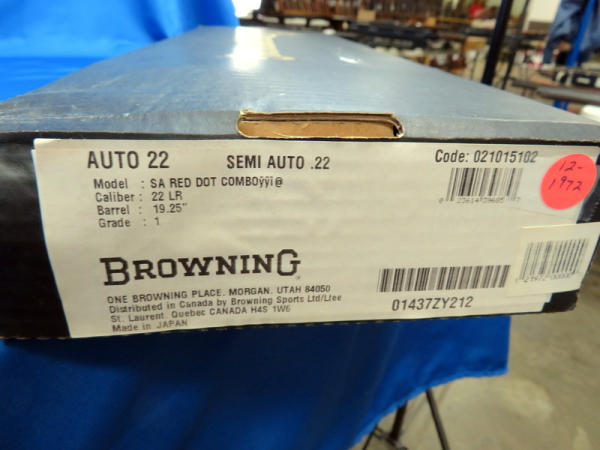 AUTO 22 SEMI AUTO .22 Code: 021015102
Model : SA RED DOT COMBOÿÿï@
Caliber : 22 LR
Barrel : 19.25"
Grade : 1
12-
1972
BROWNING
ONE BROWNING PLACE, MORGAN, UTAH 84050
Distributed in Canada by Browning Sports Ltd/Ltee
St. Laurent, Quebec CANADA H4S 1W6
Made in JAPAN
01437ZY212